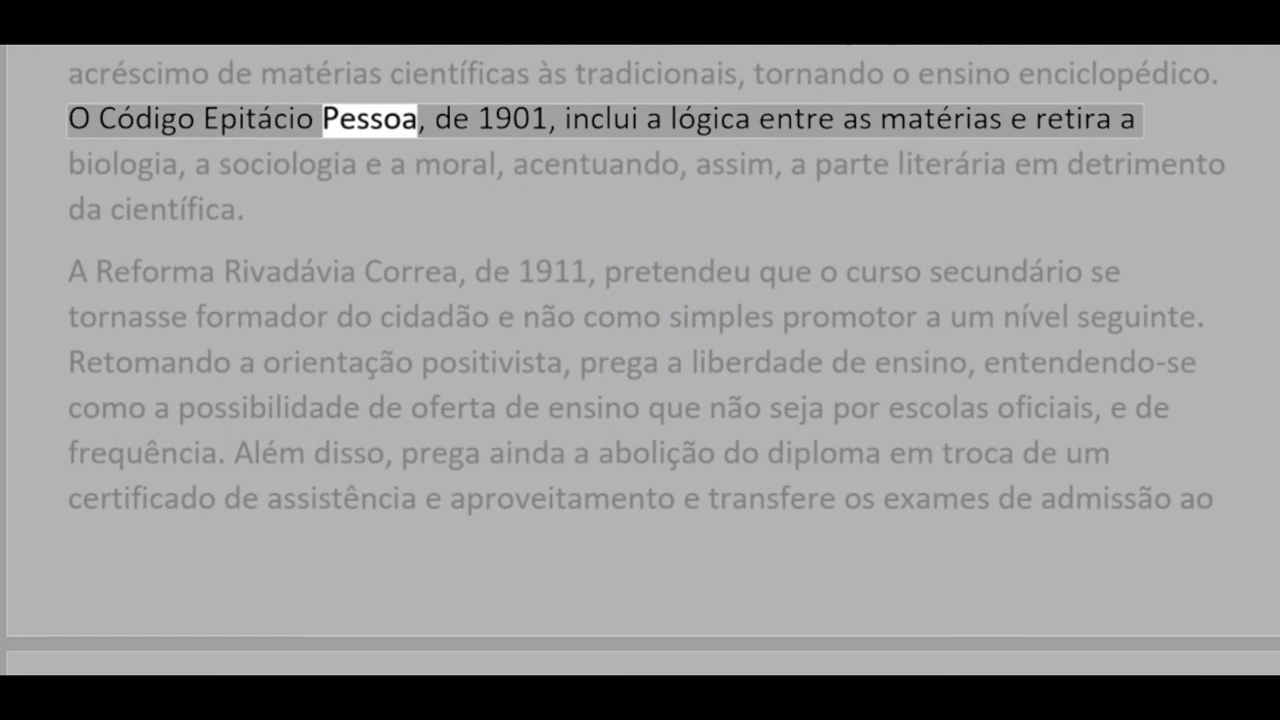 acréscimo de matérias científicas às tradicionais, tornando o ensino enciclopédico.
O Código Epitácio Pessoa, de 1901, inclui a lógica entre as matérias e retira a
biologia, a sociologia e a moral, acentuando, assim, a parte literária em detrimento
da científica.
A Reforma Rivadávia Correa, de 1911, pretendeu que o curso secundário se
tornasse formador do cidadão e não como simples promotor a um nível seguinte.
Retomando a orientação positivista, prega a liberdade de ensino, entendendo-se
como a possibilidade de oferta de ensino que não seja por escolas oficiais, e de
frequência. Além disso, prega ainda a abolição do diploma em troca de um
certificado de assistência e aproveitamento e transfere os exames de admissão ao